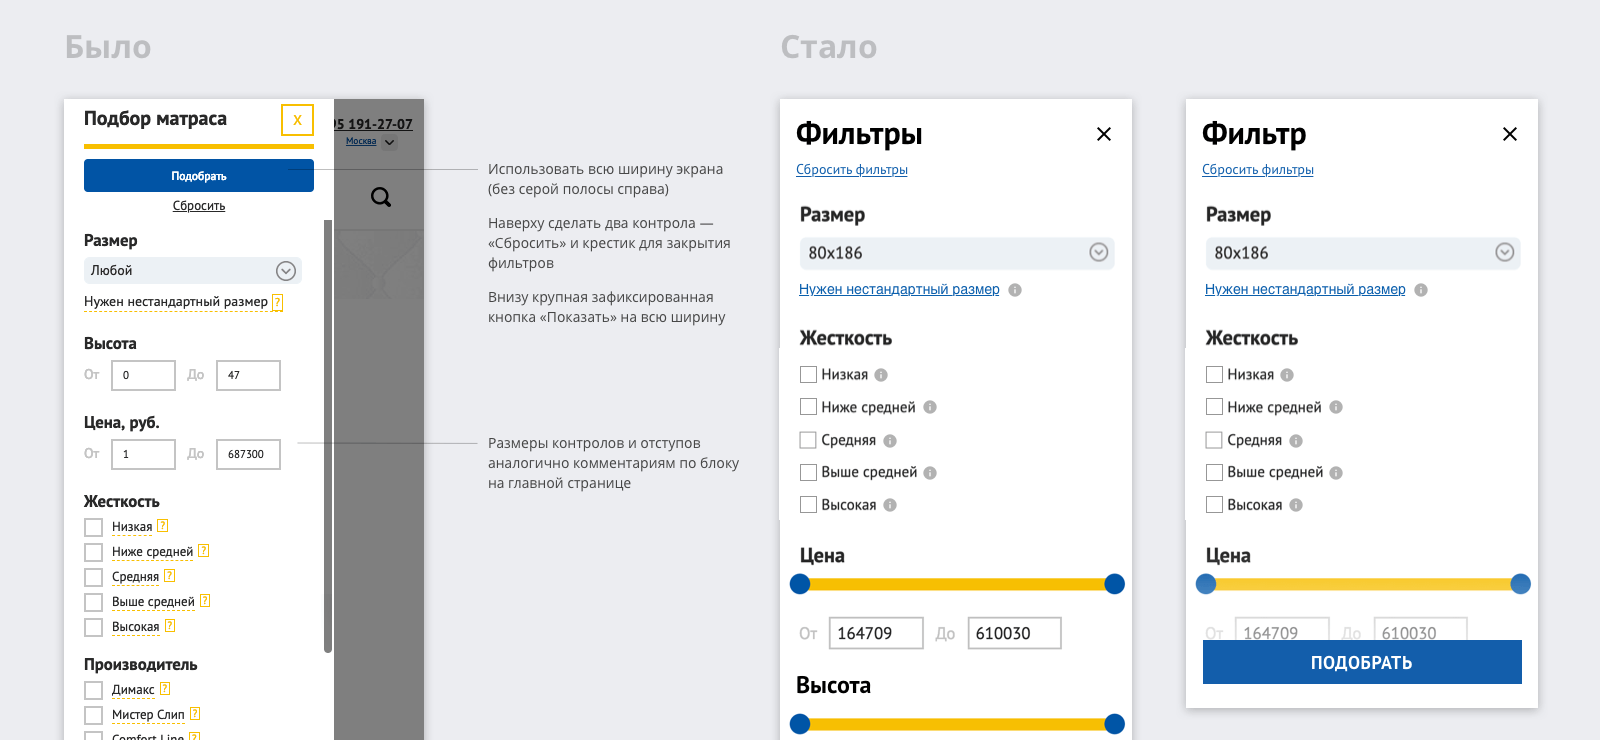 Было
Подбор матраса
X
Подобрать
Сбросить
Размер
Любой
Нужен нестандартный размер ?
Высота
От 0 До 47
Цена, руб.
От 1 До 687300
Жесткость
Низкая ?
Ниже средней ?
Средняя ?
Выше средней ?
Высокая ?
Производитель
Димакс ?
Мистер Слип ?
Comfort Line ?
95 191-27-07
Москва
Использовать всю ширину экрана
(без серой полосы справа)
Наверху сделать два контрола —
«Сбросить» и крестик для закрытия
фильтров
Внизу крупная зафиксированная
кнопка «Показать» на всю ширину
Размеры контролов и отступов
аналогично комментариям по блоку
на главной странице
Стало
Фильтры
Сбросить фильтры
Размер
80x186
Нужен нестандартный размер i
Жесткость
Низкая i
Ниже средней i
Средняя i
Выше средней i
Высокая i
Цена
От 164709 До 610030
Высота
Фильтр
Сбросить фильтры
Размер
80x186
Нужен нестандартный размер i
Жесткость
Низкая i
Ниже средней i
Средняя i
Выше средней i
Высокая i
Цена
От 164709 До 610030
ПОДОБРАТЬ